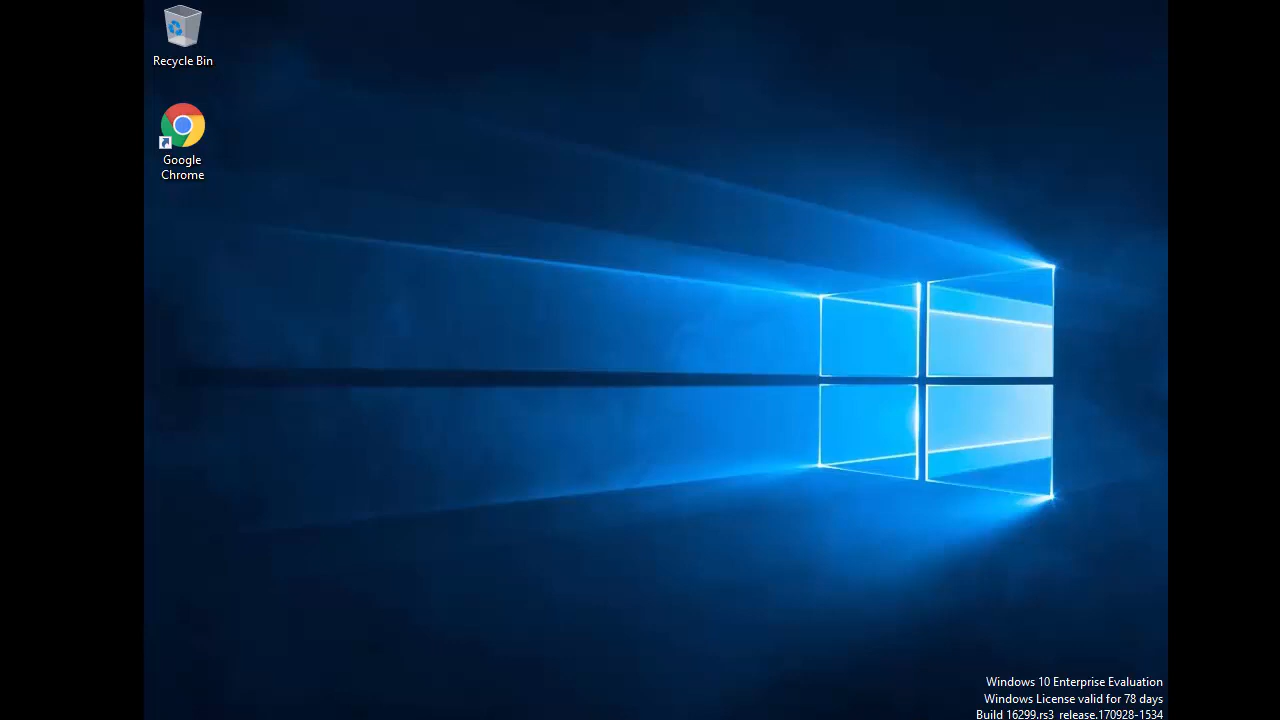 Recycle Bin
Google
Chrome
Windows 10 Enterprise Evaluation
Windows License valid for 78 days
Build 16299.rs3_release.170928-1534